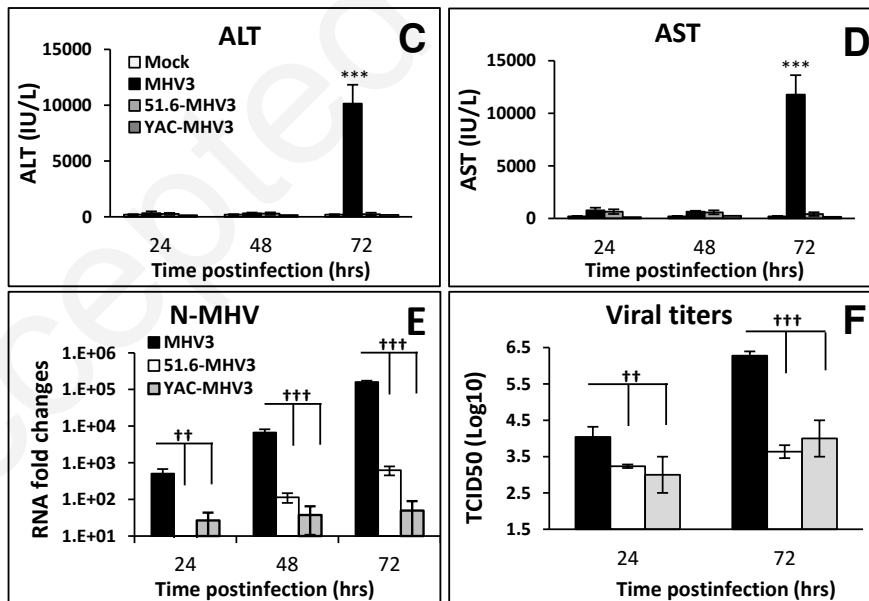 ALT
C
15000
10000
5000
0
ALT (IU/L)
Mock
MHV3
51.6-MHV3
YAC-MHV3
***
24 48 72
Time postinfection (hrs)
AST
D
15000
10000
5000
0
AST (IU/L)
***
24 48 72
Time postinfection (hrs)
N-MHV
E
1.E+06
1.E+05
1.E+04
1.E+03
1.E+02
1.E+01
RNA fold changes
MHV3
51.6-MHV3
YAC-MHV3
††
†††
†††
24 48 72
Time postinfection (hrs)
Viral titers
F
6.5
5.5
4.5
3.5
2.5
1.5
TCID50 (Log10)
††
†††
24 72
Time postinfection (hrs)
ccepted